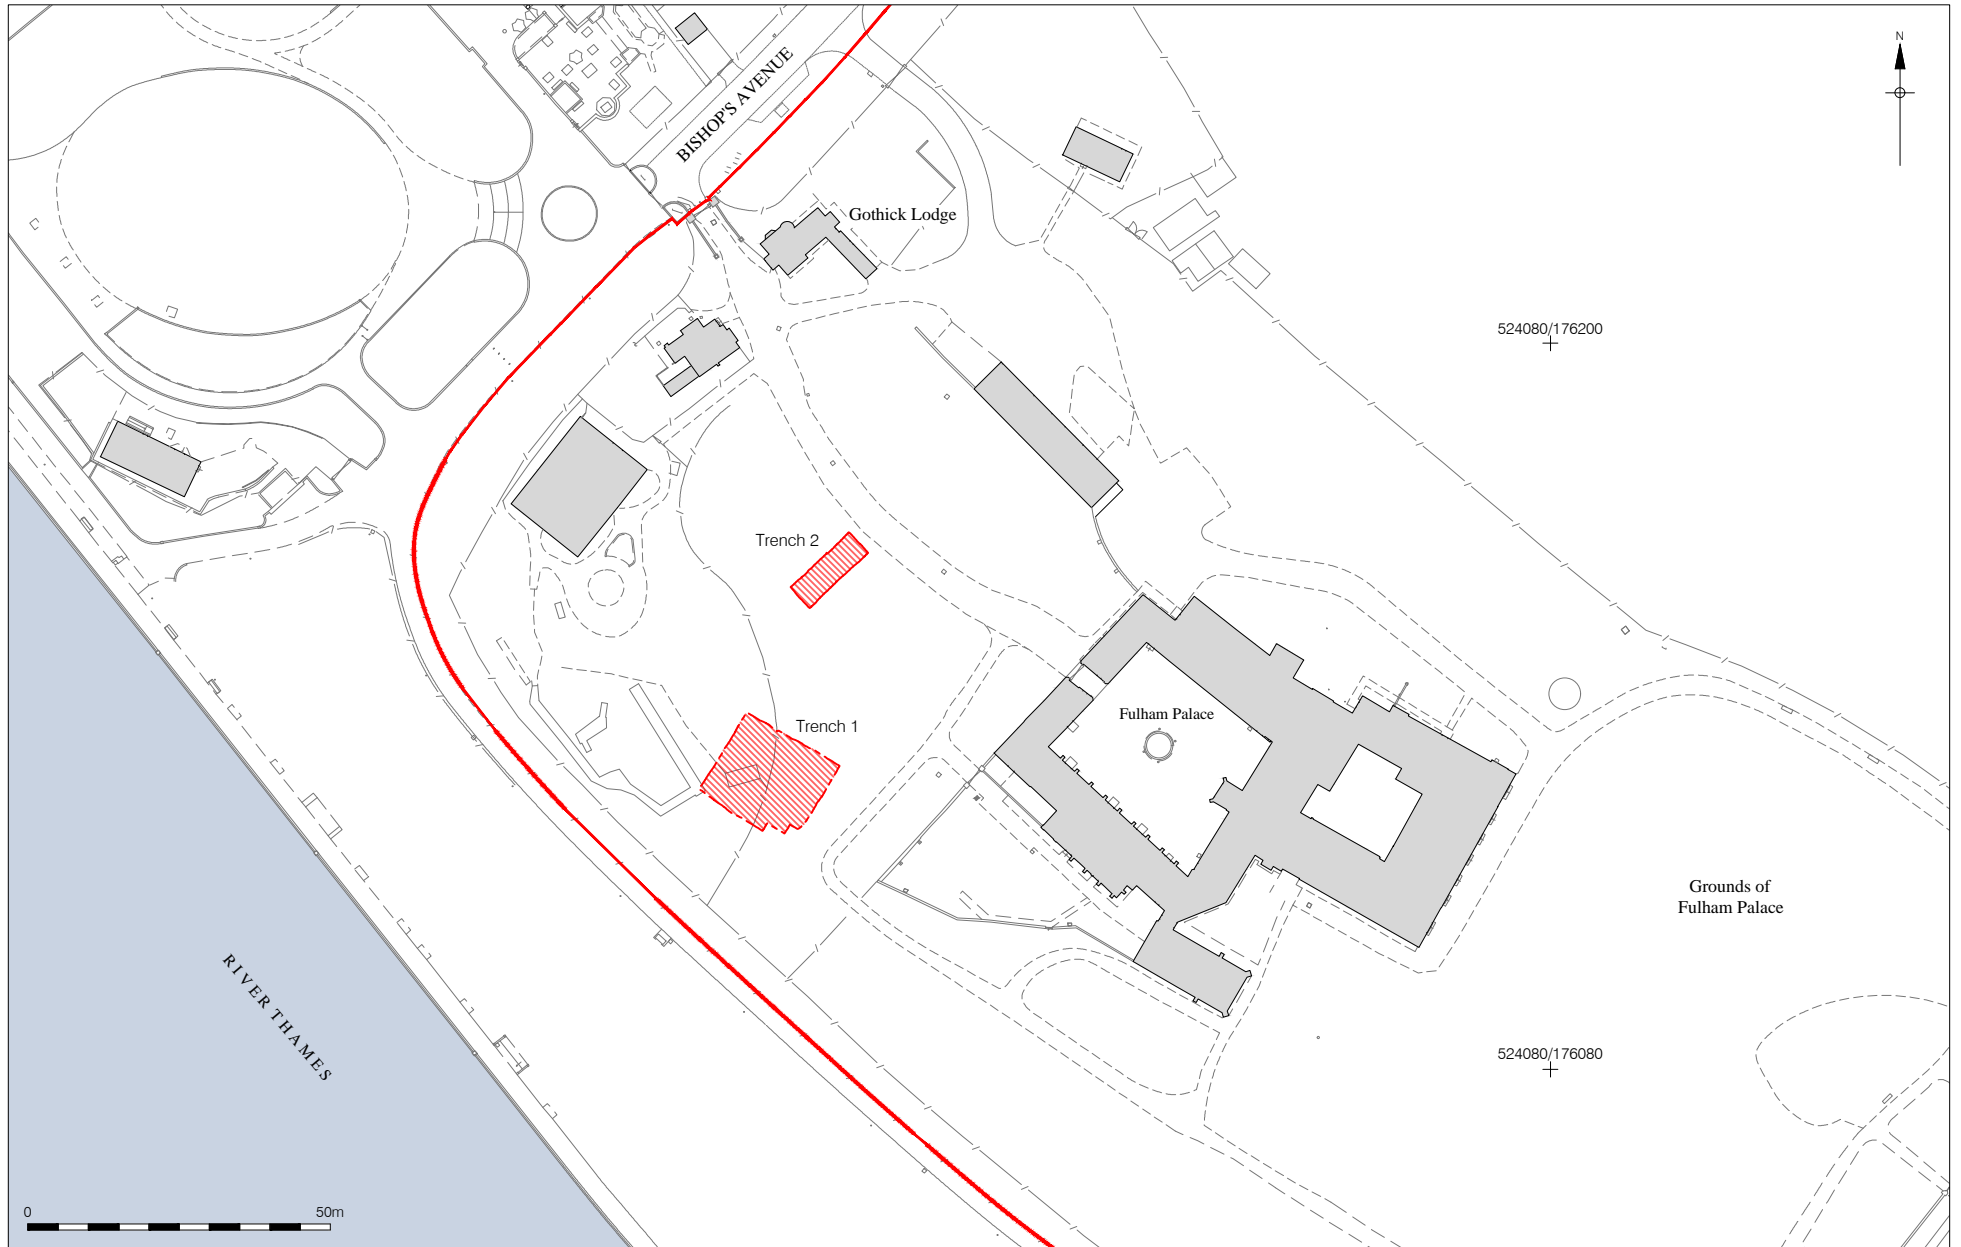 N
BISHOP'S AVENUE
Gothick Lodge
524080/176200
Trench 2
Fulham Palace
Trench 1
Grounds of
Fulham Palace
RIVER THAMES
524080/176080
0 50m